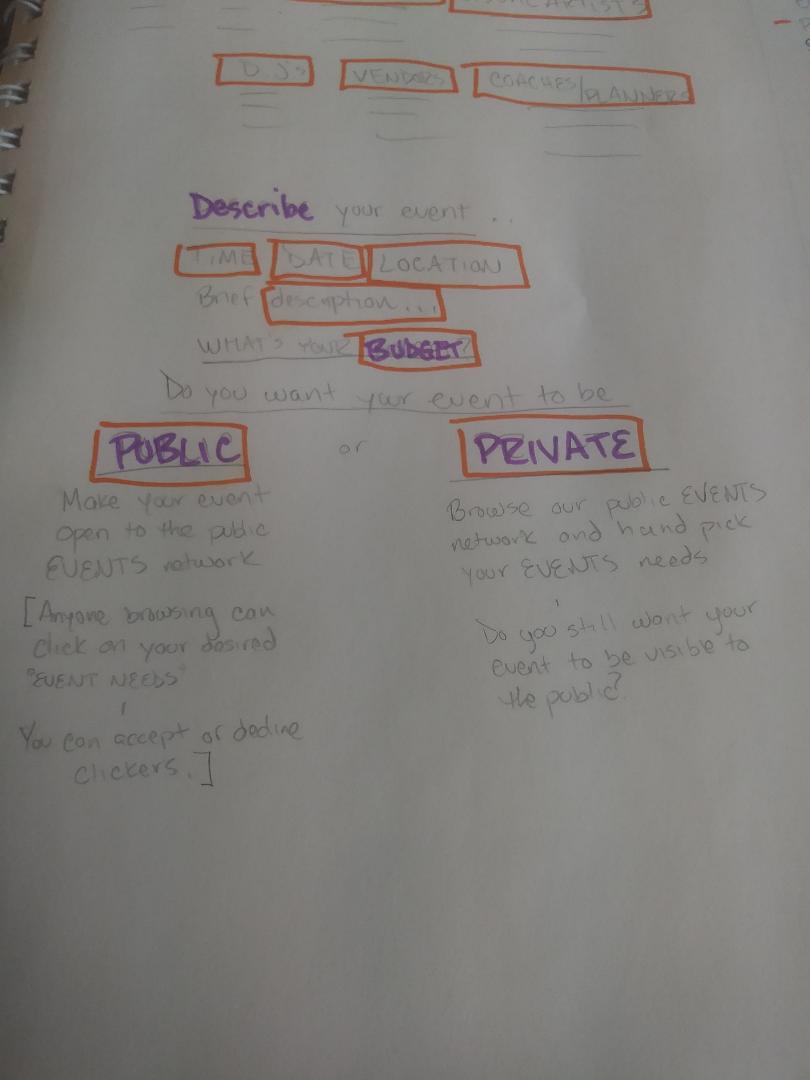 ARTISTS
D.J's VENDORS COACHES/PLANNERS
Describe your event ...
TIME DATE LOCATION
Brief description...
WHAT'S YOUR BUDGET?
Do you want your event to be
PUBLIC or PRIVATE
Make your event
open to the public
EVENTS network
[Anyone browsing can
click on your desired
"EVENT NEEDS"
You can accept or decline
clickers.]
Browse our public EVENTS
network and hand pick
your EVENTS needs
Do you still want your
event to be visible to
the public?